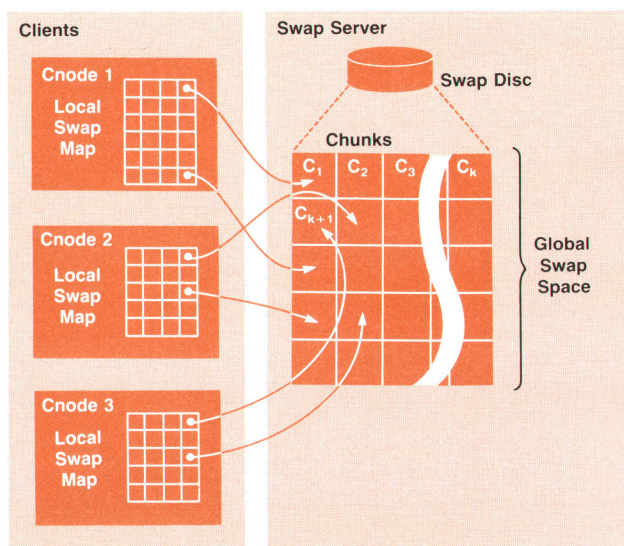 Clients
Cnode 1
Local
Swap
Map
Cnode 2
Local
Swap
Map
Cnode 3
Local
Swap
Map
Swap Server
Swap Disc
Chunks
C₁ C₂ C₃ Cₖ
Cₖ₊₁
Global
Swap
Space